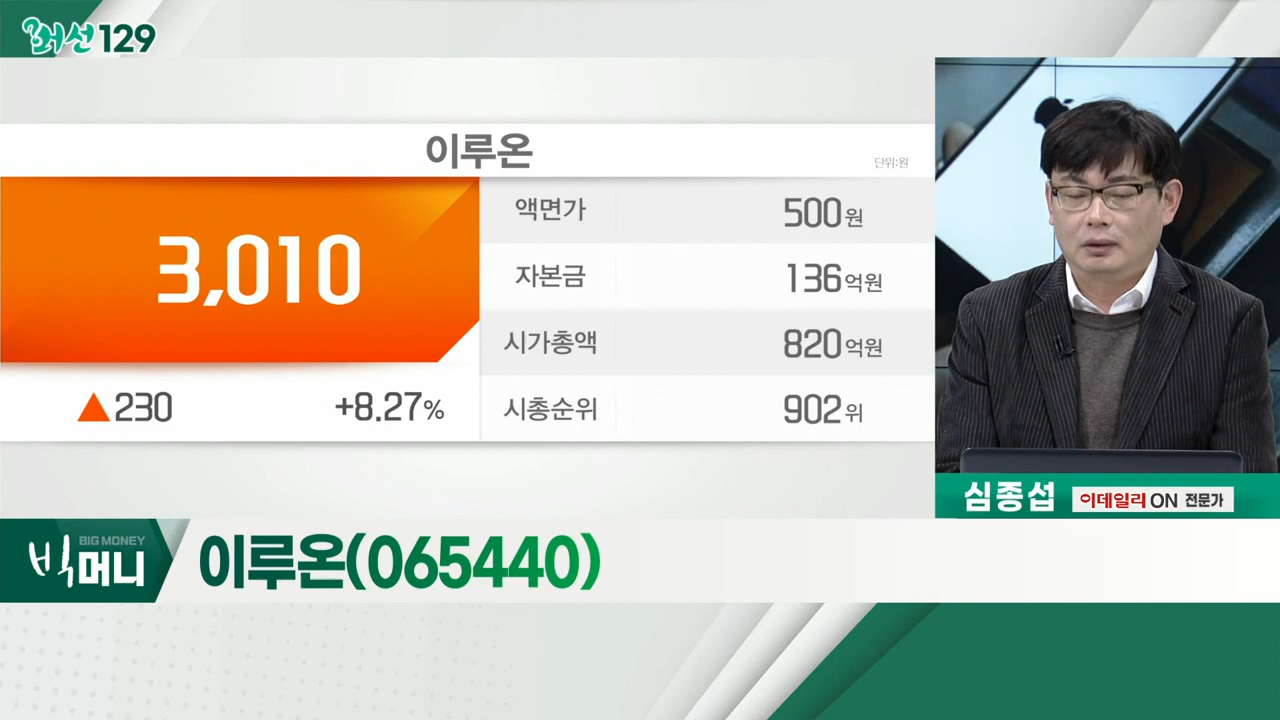 최선129
이루온
단위:원
3,010
▲230 +8.27%
액면가 500원
자본금 136억원
시가총액 820억원
시총순위 902위
심종섭 이데일리ON 전문가
BIG MONEY
빅머니
이루온(065440)